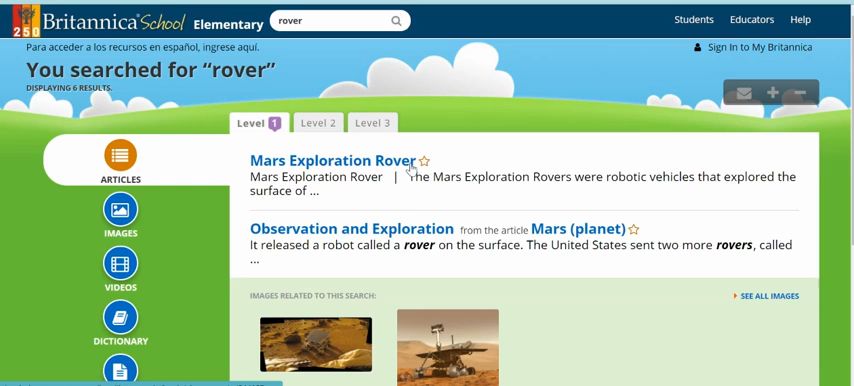 250
Britannica School Elementary
rover
Students Educators Help
Para acceder a los recursos en español, ingrese aquí.
Sign In to My Britannica
You searched for “rover”
DISPLAYING 6 RESULTS.
Level 1 Level 2 Level 3
ARTICLES
IMAGES
VIDEOS
DICTIONARY
Mars Exploration Rover
Mars Exploration Rover | The Mars Exploration Rovers were robotic vehicles that explored the
surface of ...
Observation and Exploration from the article Mars (planet)
It released a robot called a rover on the surface. The United States sent two more rovers, called
...
IMAGES RELATED TO THIS SEARCH:
SEE ALL IMAGES